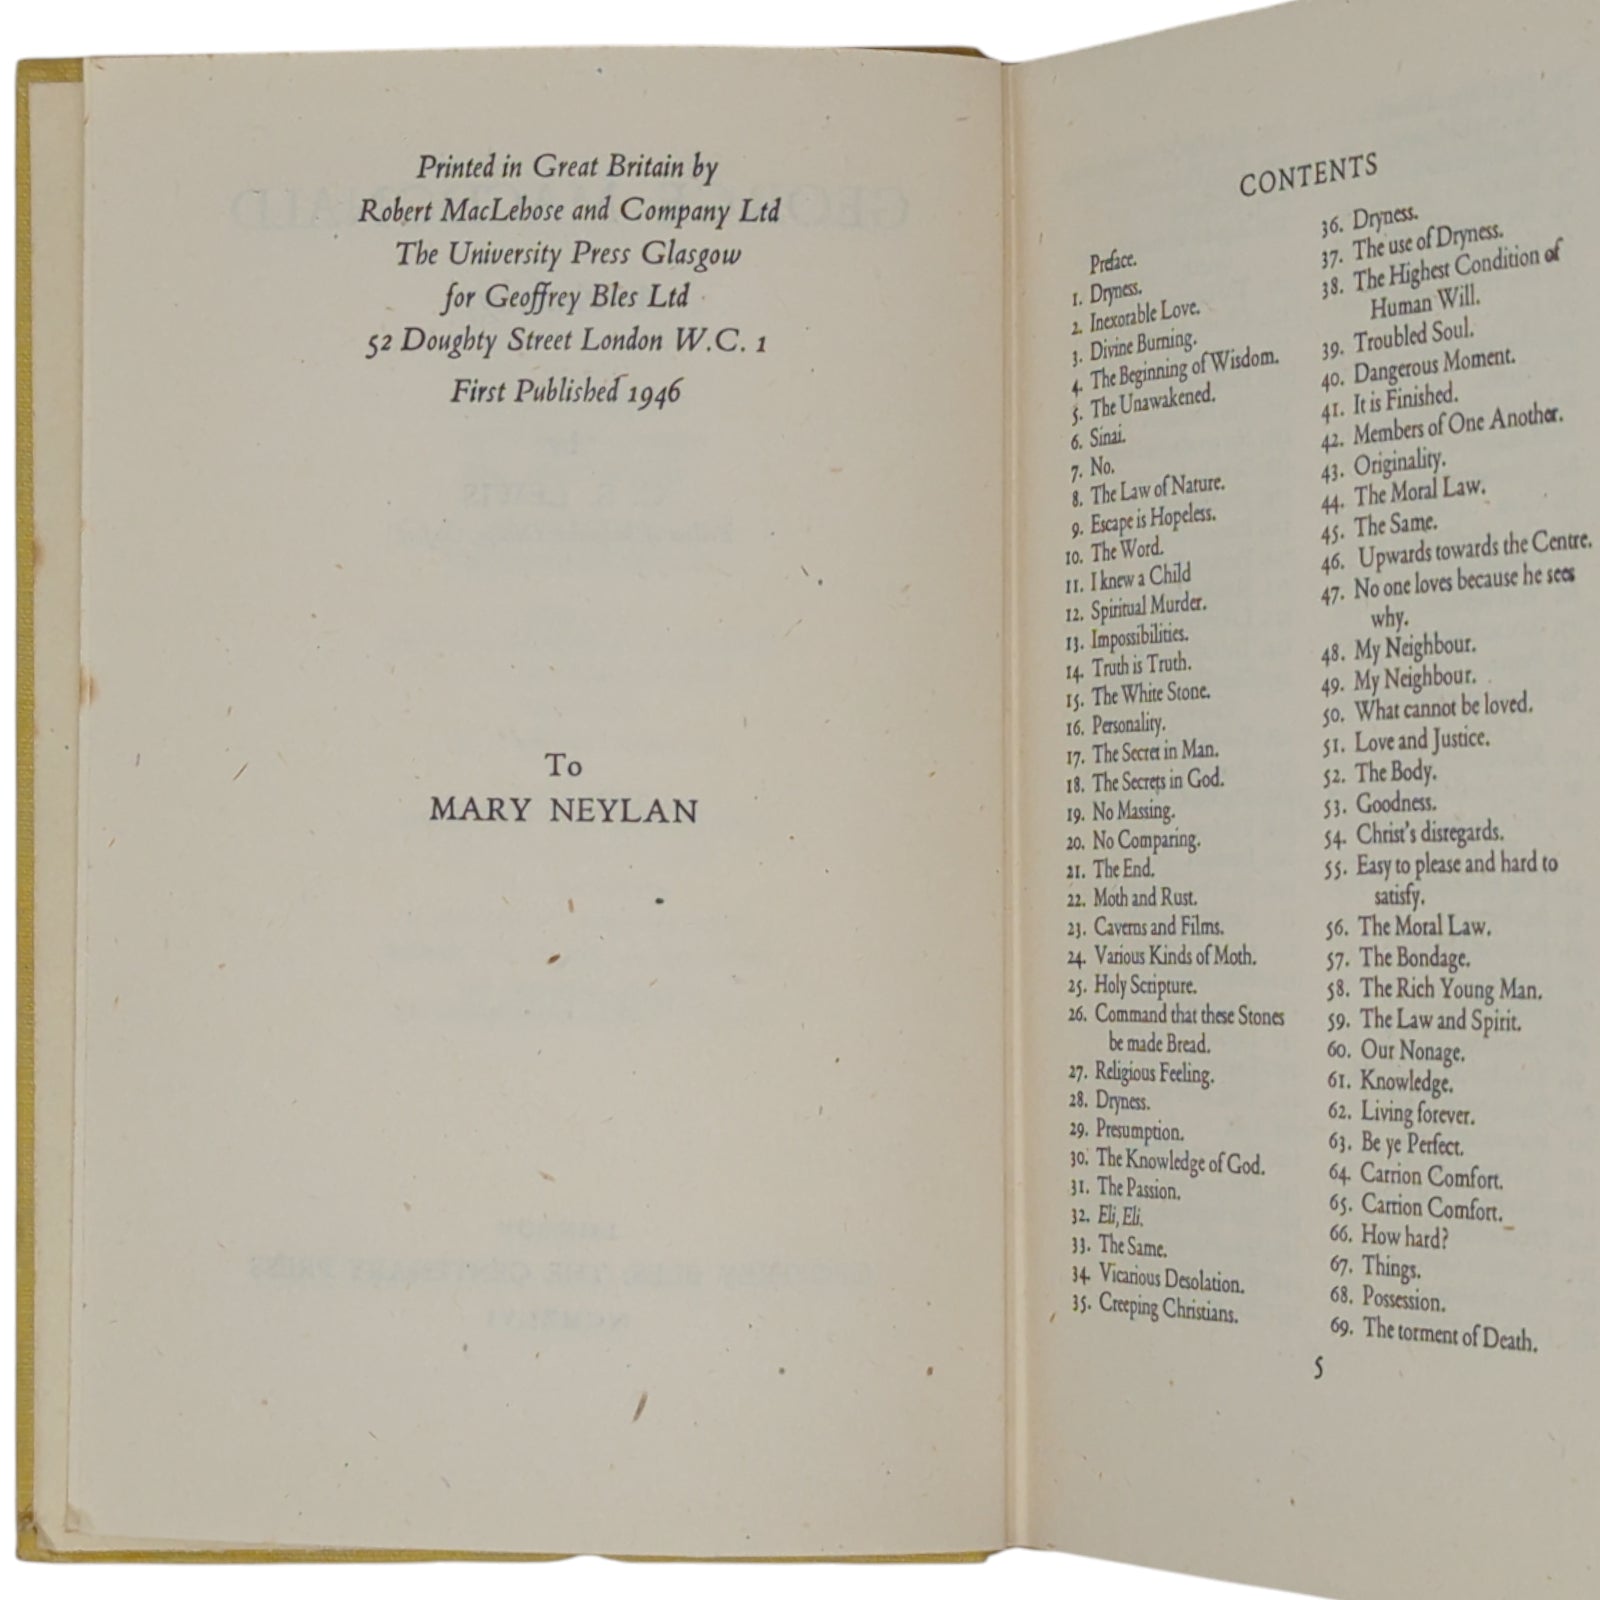 Printed in Great Britain by
Robert MacLehose and Company Ltd
The University Press Glasgow
for Geoffrey Bles Ltd
52 Doughty Street London W.C. 1
First Published 1946
To
MARY NEYLAN
CONTENTS
Preface.
1. Dryness.
2. Inexorable Love.
3. Divine Burning.
4. The Beginning of Wisdom.
5. The Unawakened.
6. Sinai.
7. No.
8. The Law of Nature.
9. Escape is Hopeless.
10. The Word.
11. I knew a Child
12. Spiritual Murder.
13. Impossibilities.
14. Truth is Truth.
15. The White Stone.
16. Personality.
17. The Secret in Man.
18. The Secrets in God.
19. No Massing.
20. No Comparing.
21. The End.
22. Moth and Rust.
23. Caverns and Films.
24. Various Kinds of Moth.
25. Holy Scripture.
26. Command that these Stones
be made Bread.
27. Religious Feeling.
28. Dryness.
29. Presumption.
30. The Knowledge of God.
31. The Passion.
32. Eli, Eli.
33. The Same.
34. Vicarious Desolation.
35. Creeping Christians.
36. Dryness.
37. The use of Dryness.
38. The Highest Condition of
Human Will.
39. Troubled Soul.
40. Dangerous Moment.
41. It is Finished.
42. Members of One Another.
43. Originality.
44. The Moral Law.
45. The Same.
46. Upwards towards the Centre.
47. No one loves because he sees
why.
48. My Neighbour.
49. My Neighbour.
50. What cannot be loved.
51. Love and Justice.
52. The Body.
53. Goodness.
54. Christ's disregards.
55. Easy to please and hard to
satisfy.
56. The Moral Law.
57. The Bondage.
58. The Rich Young Man.
59. The Law and Spirit.
60. Our Nonage.
61. Knowledge.
62. Living forever.
63. Be ye Perfect.
64. Carrion Comfort.
65. Carrion Comfort.
66. How hard?
67. Things.
68. Possession.
69. The torment of Death.
5